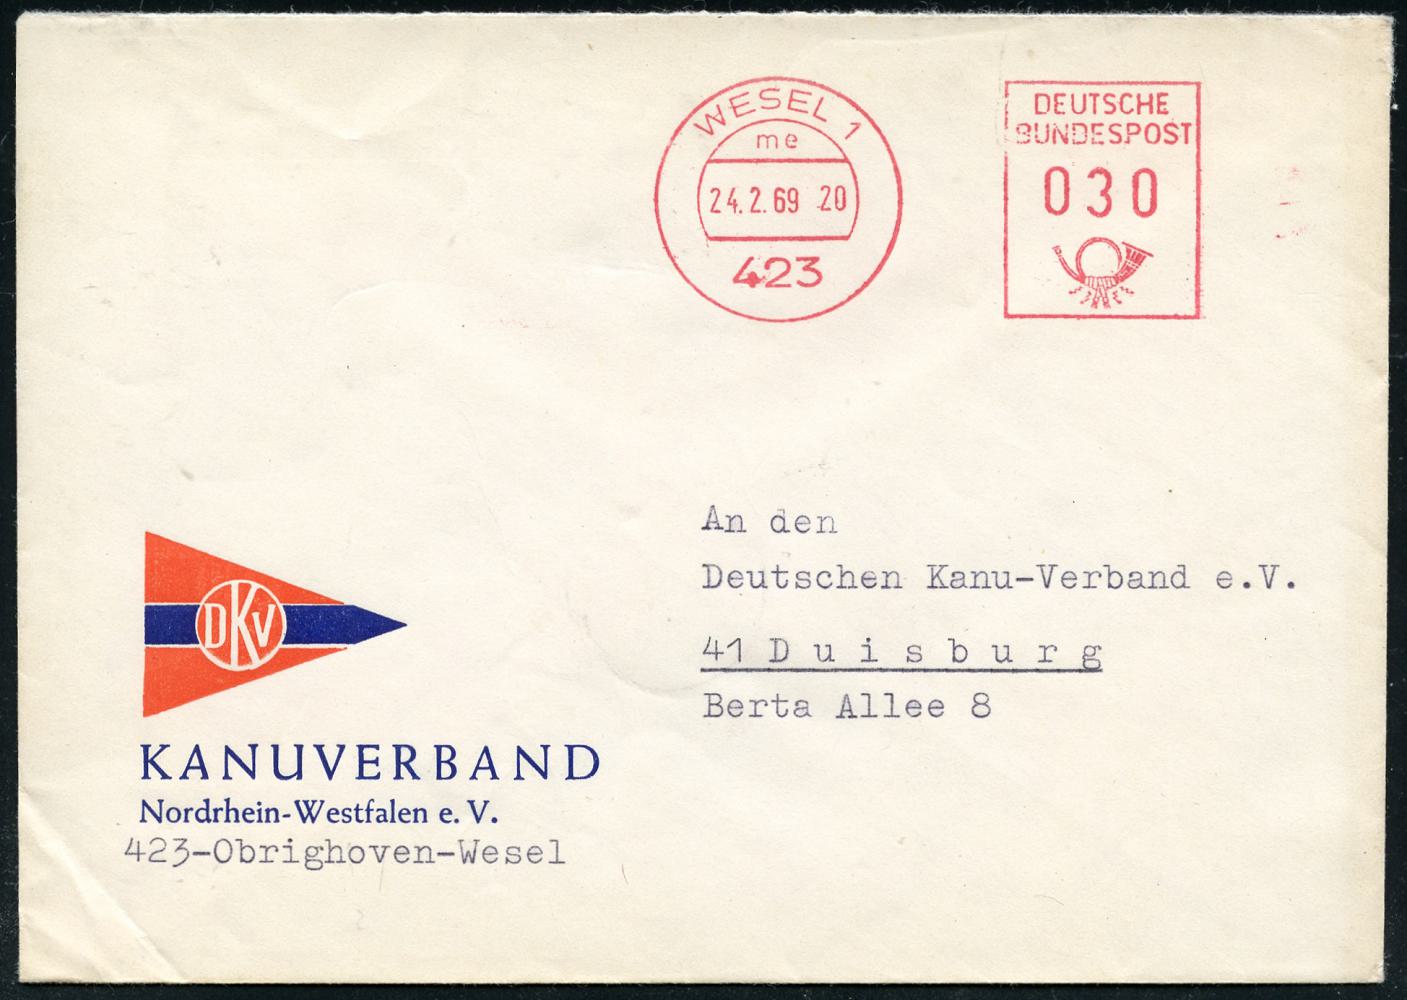 WESEL 1
me
24.2.69 20
423
DEUTSCHE
BUNDESPOST
030
An den
Deutschen Kanu-Verband e.V.
41 D u i s b u r g
Berta Allee 8
DKV
KANUVERBAND
Nordrhein-Westfalen e. V.
423-Obrighoven-Wesel